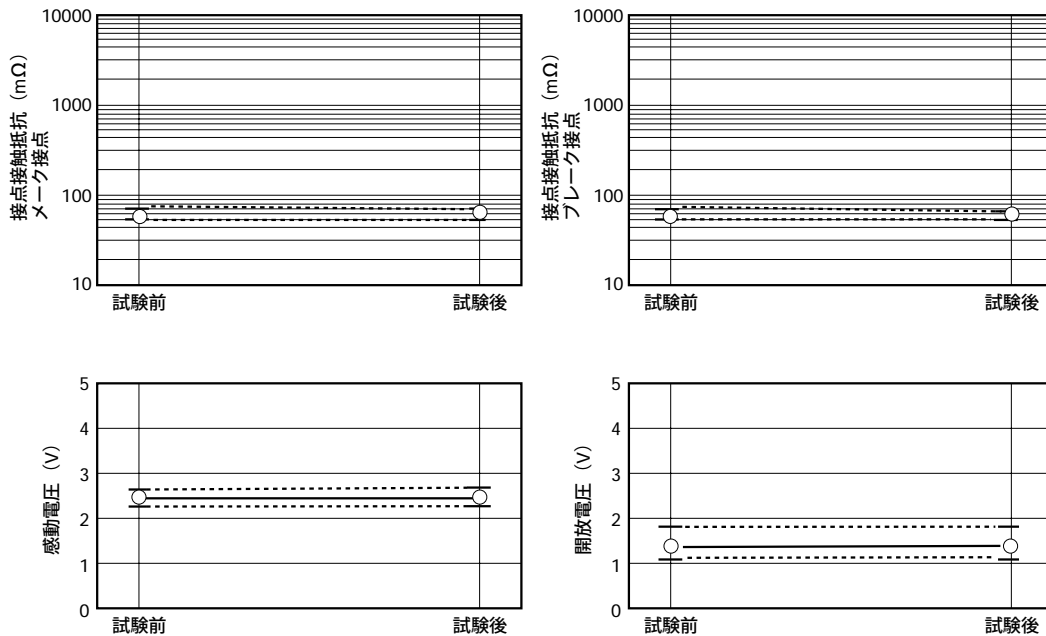 接点接触抵抗（mΩ）
メーク接点
10000
1000
100
10
試験前
試験後
接点接触抵抗（mΩ）
ブレーク接点
10000
1000
100
10
試験前
試験後
感動電圧（V）
5
4
3
2
1
0
試験前
試験後
開放電圧（V）
5
4
3
2
1
0
試験前
試験後